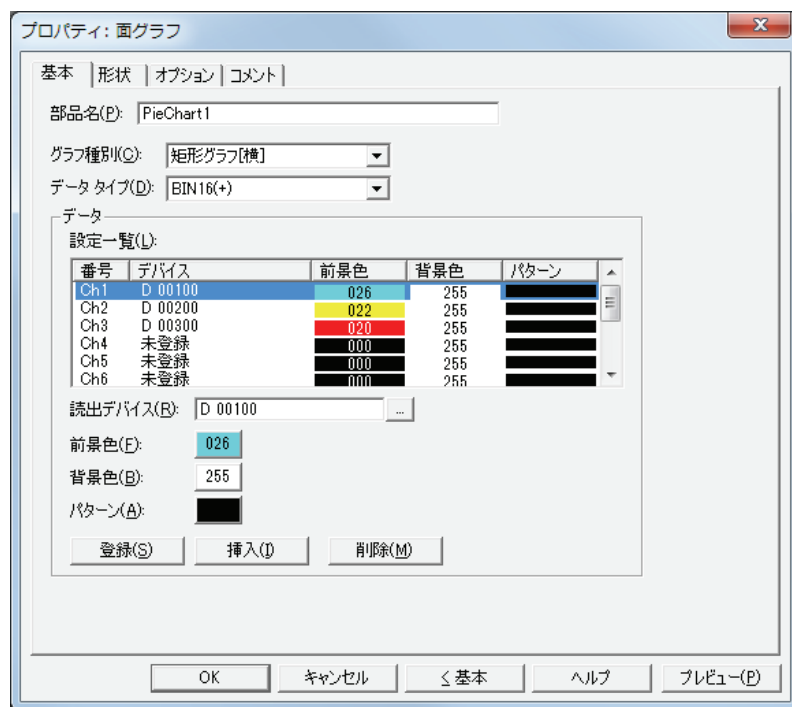 プロパティ: 面グラフ
基本 形状 オプション コメント
部品名(P): PieChart1
グラフ種別(C): 矩形グラフ[横]
データ タイプ(D): BIN16(+)
データ
設定一覧(L):
番号 デバイス 前景色 背景色 パターン
Ch1 D 00100 026 255
Ch2 D 00200 022 255
Ch3 D 00300 020 255
Ch4 未登録 000 255
Ch5 未登録 000 255
Ch6 未登録 000 255
読出デバイス(R): D 00100 ...
前景色(F): 026
背景色(B): 255
パターン(A):
登録(S) 挿入(I) 削除(M)
OK キャンセル < 基本 ヘルプ プレビュー(P)